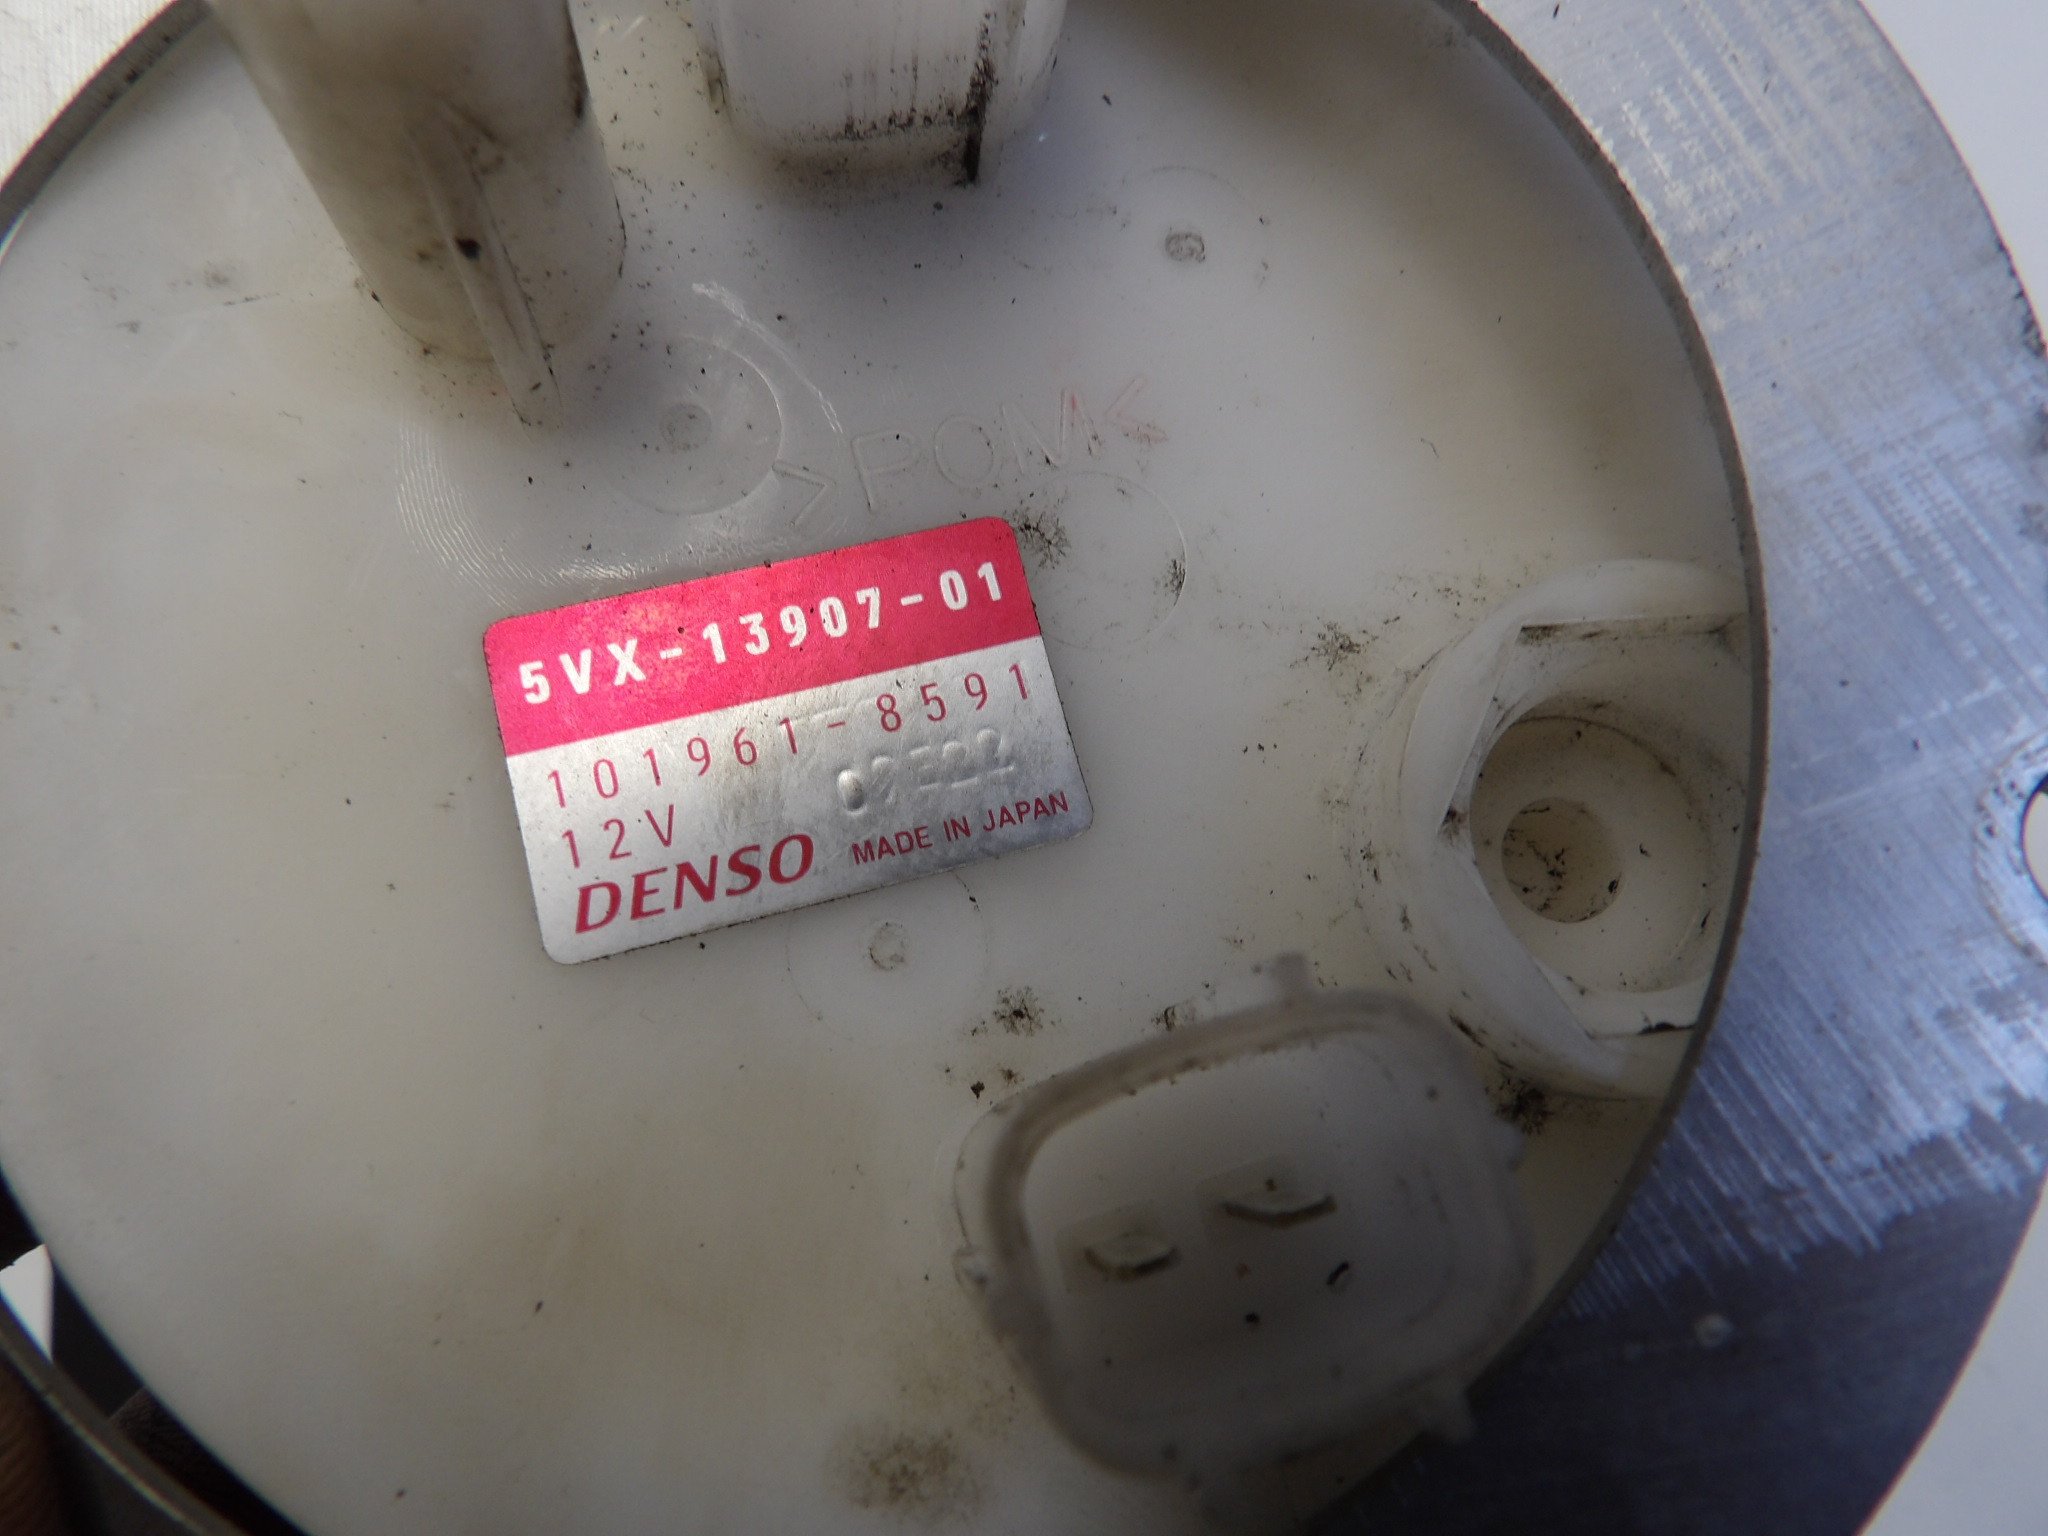 >POM<
5VX-13907-01
101961-8591
12V
DENSO MADE IN JAPAN